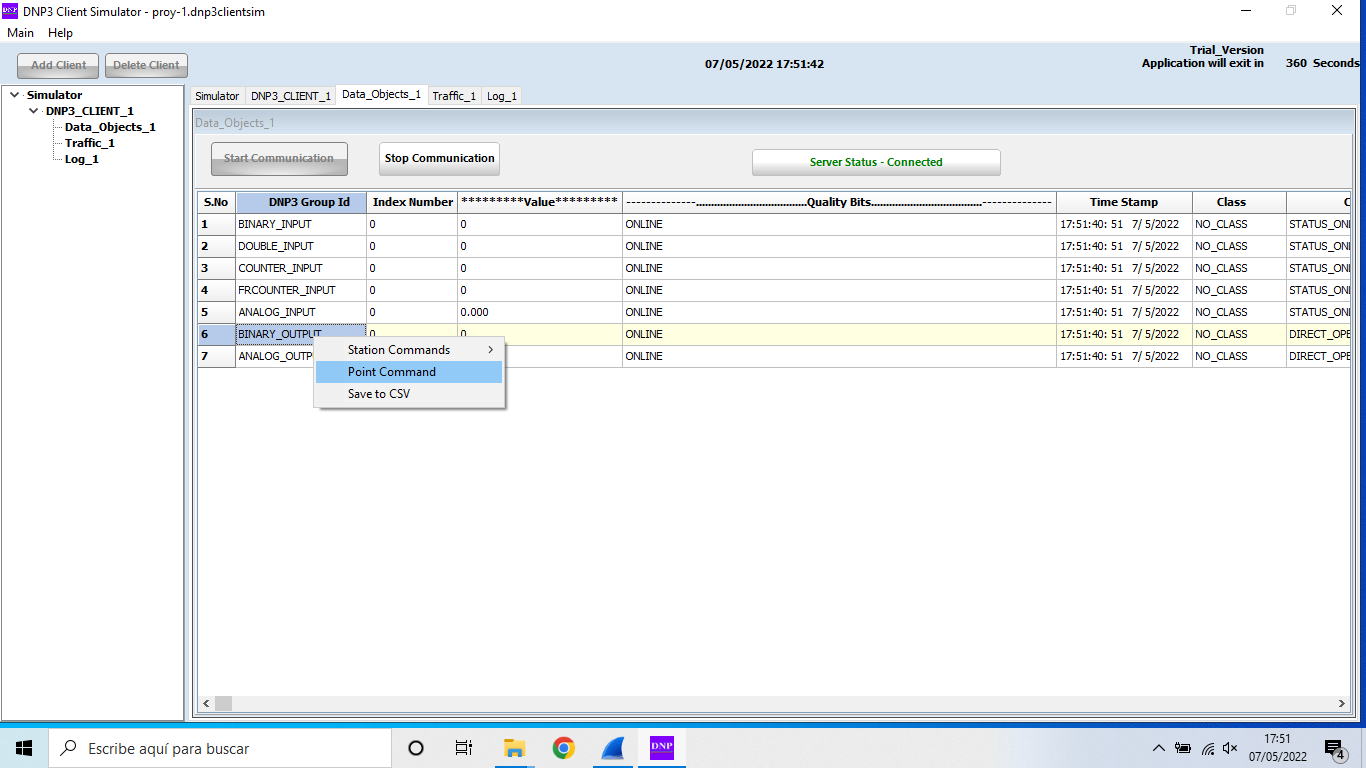 DNP DNP3 Client Simulator - proy-1.dnp3clientsim
Main Help
Add Client Delete Client
07/05/2022 17:51:42
Trial_Version
Application will exit in 360 Seconds
Simulator
DNP3_CLIENT_1
Data_Objects_1
Traffic_1
Log_1
Simulator DNP3_CLIENT_1 Data_Objects_1 Traffic_1 Log_1
Data_Objects_1
Start Communication Stop Communication Server Status - Connected
S.No DNP3 Group Id Index Number *********Value********* --------------.....................................Quality Bits.....................................-------------- Time Stamp Class C
1 BINARY_INPUT 0 0 ONLINE 17:51:40: 51 7/ 5/2022 NO_CLASS STATUS_ONL
2 DOUBLE_INPUT 0 0 ONLINE 17:51:40: 51 7/ 5/2022 NO_CLASS STATUS_ONL
3 COUNTER_INPUT 0 0 ONLINE 17:51:40: 51 7/ 5/2022 NO_CLASS STATUS_ONL
4 FRCOUNTER_INPUT 0 0 ONLINE 17:51:40: 51 7/ 5/2022 NO_CLASS STATUS_ONL
5 ANALOG_INPUT 0 0.000 ONLINE 17:51:40: 51 7/ 5/2022 NO_CLASS STATUS_ONL
6 BINARY_OUTPUT 0 0 ONLINE 17:51:40: 51 7/ 5/2022 NO_CLASS DIRECT_OPE
7 ANALOG_OUTP ONLINE 17:51:40: 51 7/ 5/2022 NO_CLASS DIRECT_OPE
Station Commands
Point Command
Save to CSV
Escribe aquí para buscar
DNP
17:51
07/05/2022
4